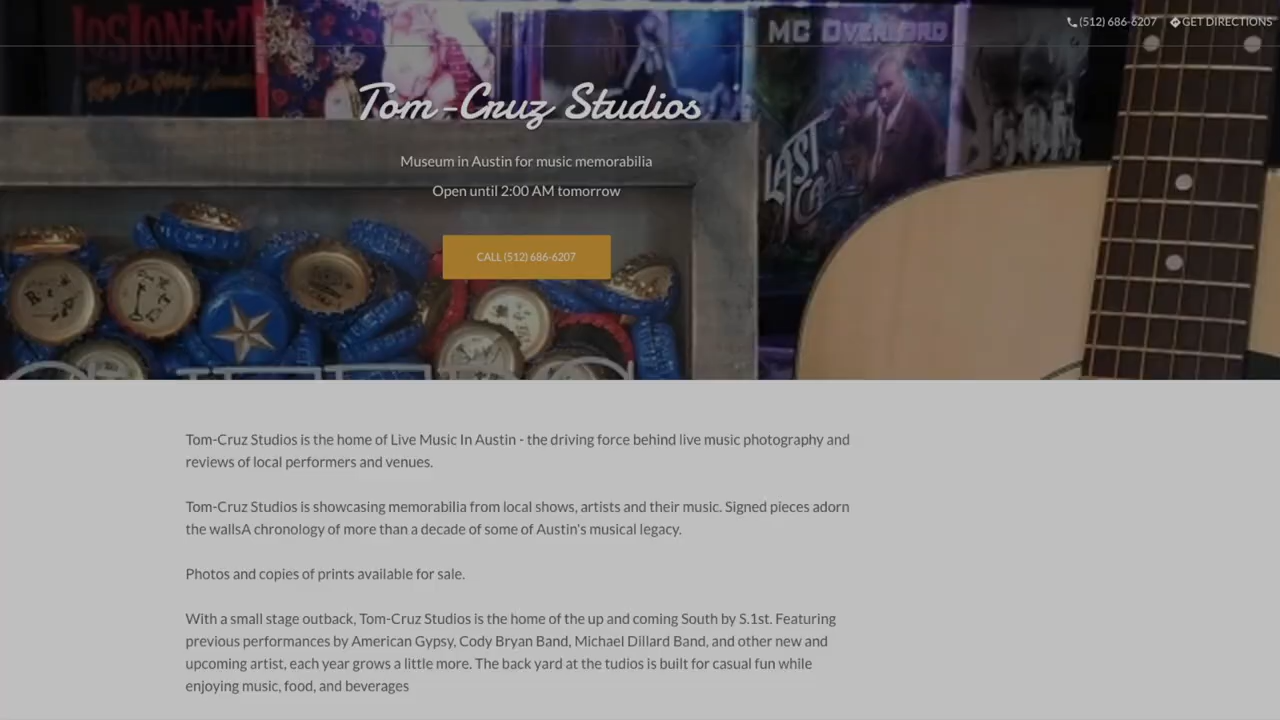 (512) 686-6207 GET DIRECTIONS
MC OVERLORD
LAST
Tom-Cruz Studios
Museum in Austin for music memorabilia
Open until 2:00 AM tomorrow
CALL (512) 686-6207
Tom-Cruz Studios is the home of Live Music In Austin - the driving force behind live music photography and
reviews of local performers and venues.
Tom-Cruz Studios is showcasing memorabilia from local shows, artists and their music. Signed pieces adorn
the wallsA chronology of more than a decade of some of Austin's musical legacy.
Photos and copies of prints available for sale.
With a small stage outback, Tom-Cruz Studios is the home of the up and coming South by S.1st. Featuring
previous performances by American Gypsy, Cody Bryan Band, Michael Dillard Band, and other new and
upcoming artist, each year grows a little more. The back yard at the tudios is built for casual fun while
enjoying music, food, and beverages